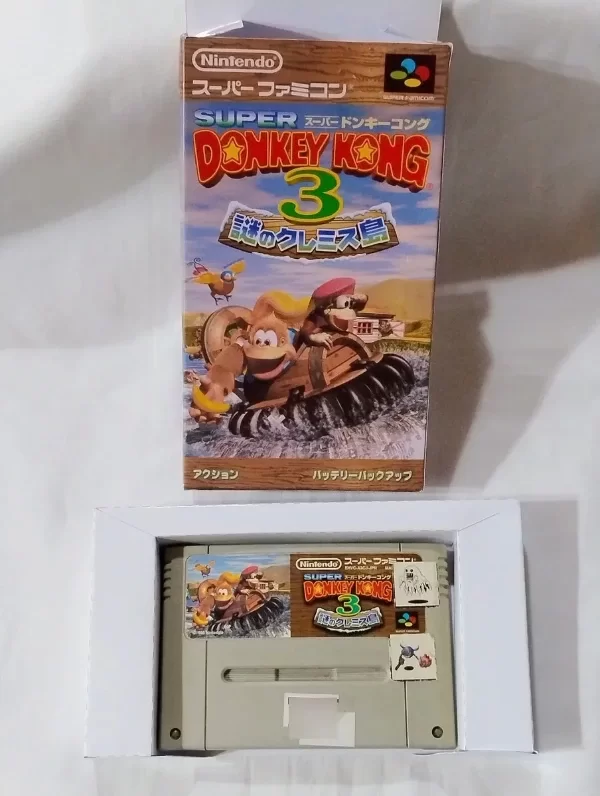 Nintendo
スーパーファミコン
SUPER FAMICOM
SUPER スーパードンキーコング
DONKEY KONG
3
謎のクレミス島
アクション
バッテリーバックアップ
Nintendo スーパーファミコン
SUPER スーパードンキーコング
DONKEY KONG
3
謎のクレミス島